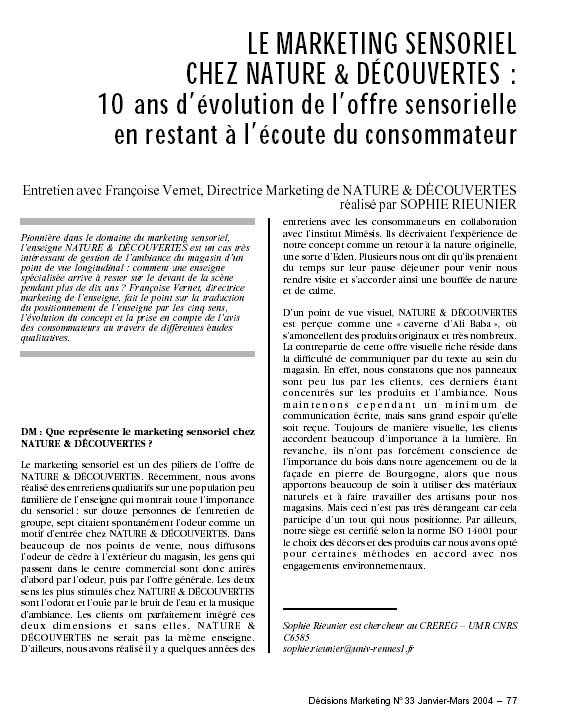 LE MARKETING SENSORIEL
CHEZ NATURE & DÉCOUVERTES :
10 ans d'évolution de l'offre sensorielle
en restant à l'écoute du consommateur
Entretien avec Françoise Vernet, Directrice Marketing de NATURE & DÉCOUVERTES
réalisé par SOPHIE RIEUNIER
Pionnière dans le domaine du marketing sensoriel,
l'enseigne NATURE & DÉCOUVERTES est un cas très
intéressant de gestion de l'ambiance du magasin d'un
point de vue longitudinal : comment une enseigne
spécialisée arrive à rester sur le devant de la scène
pendant plus de dix ans ? Françoise Vernet, directrice
marketing de l'enseigne, fait le point sur la traduction
du positionnement de l'enseigne par les cinq sens,
l'évolution du concept et la prise en compte de l'avis
des consommateurs au travers de différentes études
qualitatives.
DM : Que représente le marketing sensoriel chez
NATURE & DÉCOUVERTES ?
Le marketing sensoriel est un des piliers de l'offre de
NATURE & DÉCOUVERTES. Récemment, nous avons
réalisé des entretiens qualitatifs sur une population peu
familière de l'enseigne qui montrait toute l'importance
du sensoriel : sur douze personnes de l'entretien de
groupe, sept citaient spontanément l'odeur comme un
motif d'entrée chez NATURE & DÉCOUVERTES. Dans
beaucoup de nos points de vente, nous diffusons
l'odeur de cèdre à l'extérieur du magasin, les gens qui
passent dans le centre commercial sont donc attirés
d'abord par l'odeur, puis par l'offre générale. Les deux
sens les plus stimulés chez NATURE & DÉCOUVERTES
sont l'odorat et l'ouïe par le bruit de l'eau et la musique
d'ambiance. Les clients ont parfaitement intégré ces
deux dimensions et sans elles, NATURE &
DÉCOUVERTES ne serait pas la même enseigne.
D'ailleurs, nous avons réalisé il y a quelques années des
entretiens avec les consommateurs en collaboration
avec l'institut Mimésis. Ils décrivaient l'expérience de
notre concept comme un retour à la nature originelle,
une sorte d'Eden. Plusieurs nous ont dit qu'ils prenaient
du temps sur leur pause déjeuner pour venir nous
rendre visite et s'accorder ainsi une bouffée de nature
et de calme.
D'un point de vue visuel, NATURE & DÉCOUVERTES
est perçue comme une « caverne d'Ali Baba », où
s'amoncellent des produits originaux et très nombreux.
La contrepartie de cette offre visuelle riche réside dans
la difficulté de communiquer par du texte au sein du
magasin. En effet, nous constatons que nos panneaux
sont peu lus par les clients, ces derniers étant
concentrés sur les produits et l'ambiance. Nous
maintenons cependant un minimum de
communication écrite, mais sans grand espoir qu'elle
soit reçue. Toujours de manière visuelle, les clients
accordent beaucoup d'importance à la lumière. En
revanche, ils n'ont pas forcément conscience de
l'importance du bois dans notre agencement ou de la
façade en pierre de Bourgogne, alors que nous
apportons beaucoup de soin à utiliser des matériaux
naturels et à faire travailler des artisans pour nos
magasins. Mais ceci n'est pas très dérangeant car cela
participe d'un tout qui nous positionne. Par ailleurs,
notre siège est certifié selon la norme ISO 14001 pour
le choix des décors et des produits car nous avons opté
pour certaines méthodes en accord avec nos
engagements environnementaux.
Sophie Rieunier est chercheur au CREREG – UMR CNRS
C6585
sophie.rieunier@univ-rennes1.fr
Décisions Marketing N° 33 Janvier-Mars 2004 – 77